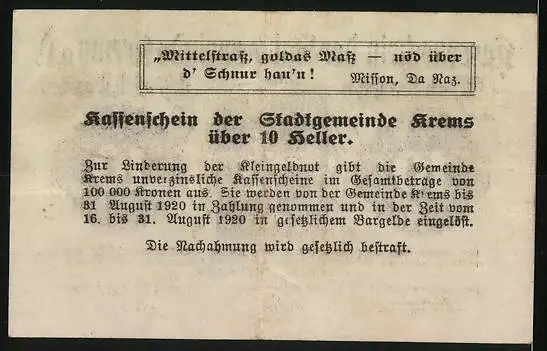 „Mittelstraß, goldas Maß — nöd über
d' Schnur hau'n! Misson, Da Naz.
Kassenschein der Stadtgemeinde Krems
über 10 Heller.
Zur Linderung der Kleingeldnot gibt die Gemeinde
Krems unverzinsliche Kassenscheine im Gesamtbetrage von
100 000 Kronen aus. Sie werden von der Gemeinde Krems bis
31 August 1920 in Zahlung genommen und in der Zeit vom
16. bis 31. August 1920 in gesetzlichem Bargelde eingelöst.
Die Nachahmung wird gesetzlich bestraft.